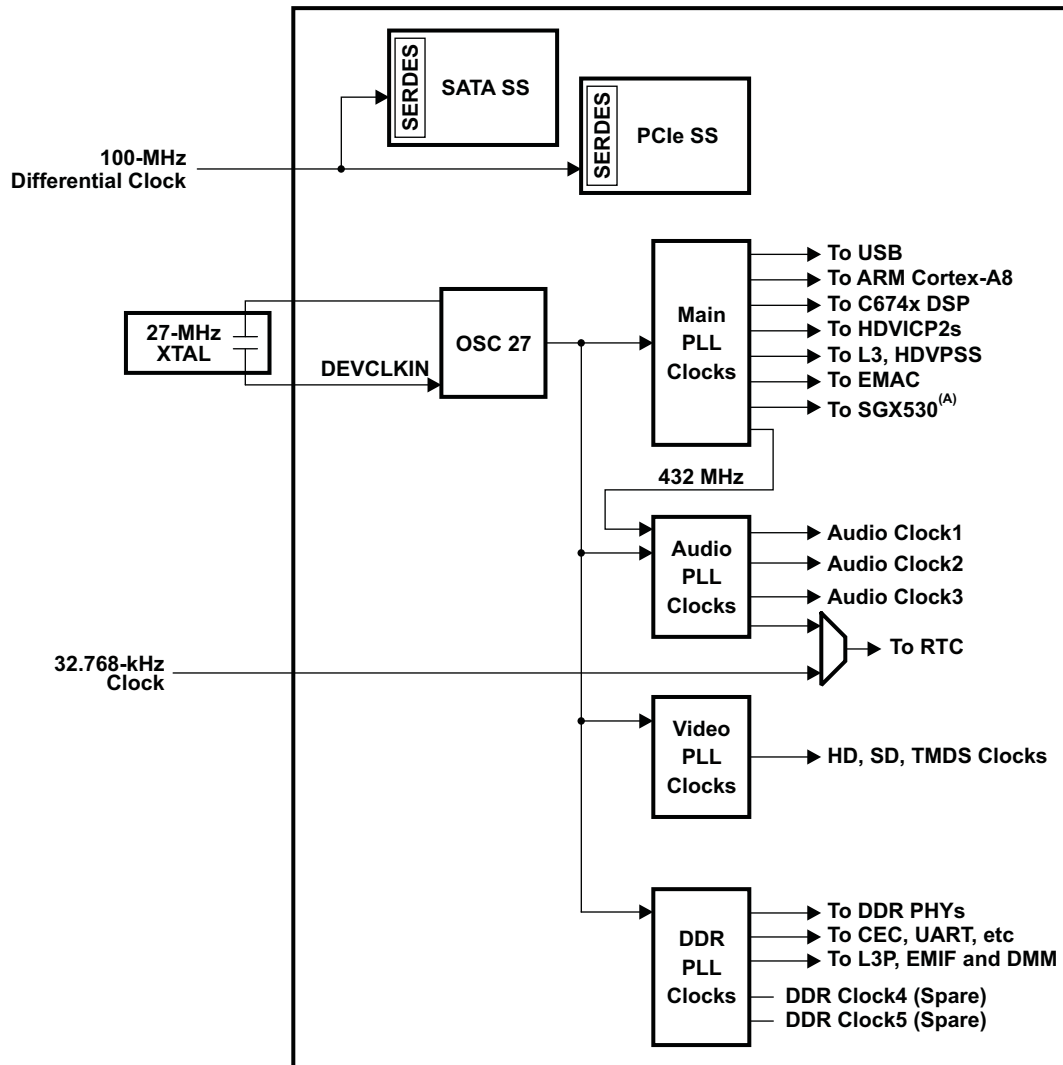 SERDES
SATA SS
SERDES
PCIe SS
100-MHz
Differential Clock
27-MHz
XTAL
DEVCLKIN
OSC 27
Main
PLL
Clocks
To USB
To ARM Cortex-A8
To C674x DSP
To HDVICP2s
To L3, HDVPSS
To EMAC
To SGX530(A)
432 MHz
Audio
PLL
Clocks
Audio Clock1
Audio Clock2
Audio Clock3
To RTC
32.768-kHz
Clock
Video
PLL
Clocks
HD, SD, TMDS Clocks
DDR
PLL
Clocks
To DDR PHYs
To CEC, UART, etc
To L3P, EMIF and DMM
DDR Clock4 (Spare)
DDR Clock5 (Spare)